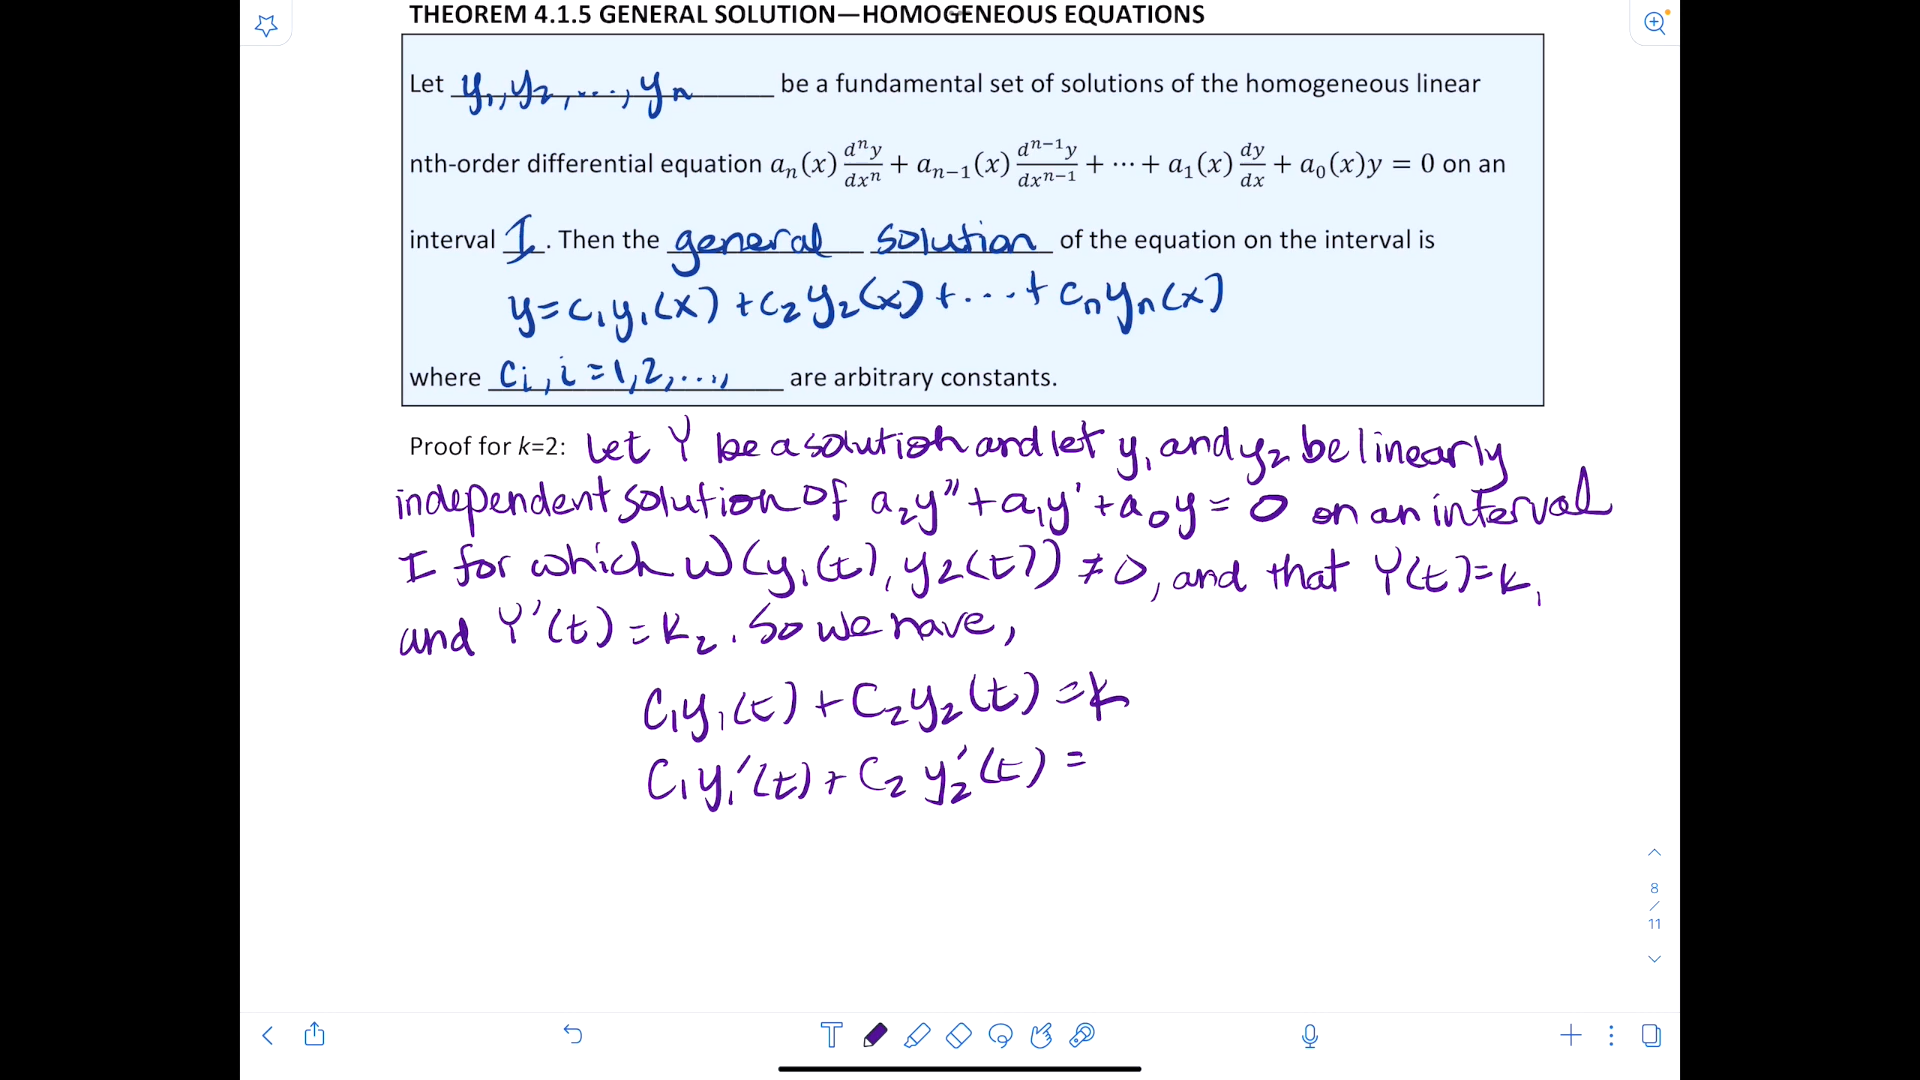 THEOREM 4.1.5 GENERAL SOLUTION—HOMOGENEOUS EQUATIONS
Let y₁, y₂, ..., yₙ be a fundamental set of solutions of the homogeneous linear
nth-order differential equation aₙ(x) dⁿy/dxⁿ + aₙ₋₁(x) dⁿ⁻¹y/dxⁿ⁻¹ + ⋯ + a₁(x) dy/dx + a₀(x)y = 0 on an
interval I. Then the general solution of the equation on the interval is
y = c₁y₁(x) + c₂y₂(x) + ... + cₙyₙ(x)
where cᵢ, i = 1, 2, ..., are arbitrary constants.
Proof for k=2: Let Y be a solution and let y₁ and y₂ be linearly
independent solution of a₂y″ + a₁y′ + a₀y = 0 on an interval
I for which W(y₁(t), y₂(t)) ≠ 0, and that Y(t) = k₁
and Y′(t) = k₂. So we have,
C₁y₁(t) + C₂y₂(t) = k
C₁y₁′(t) + C₂y₂′(t) =
8
/
11
T